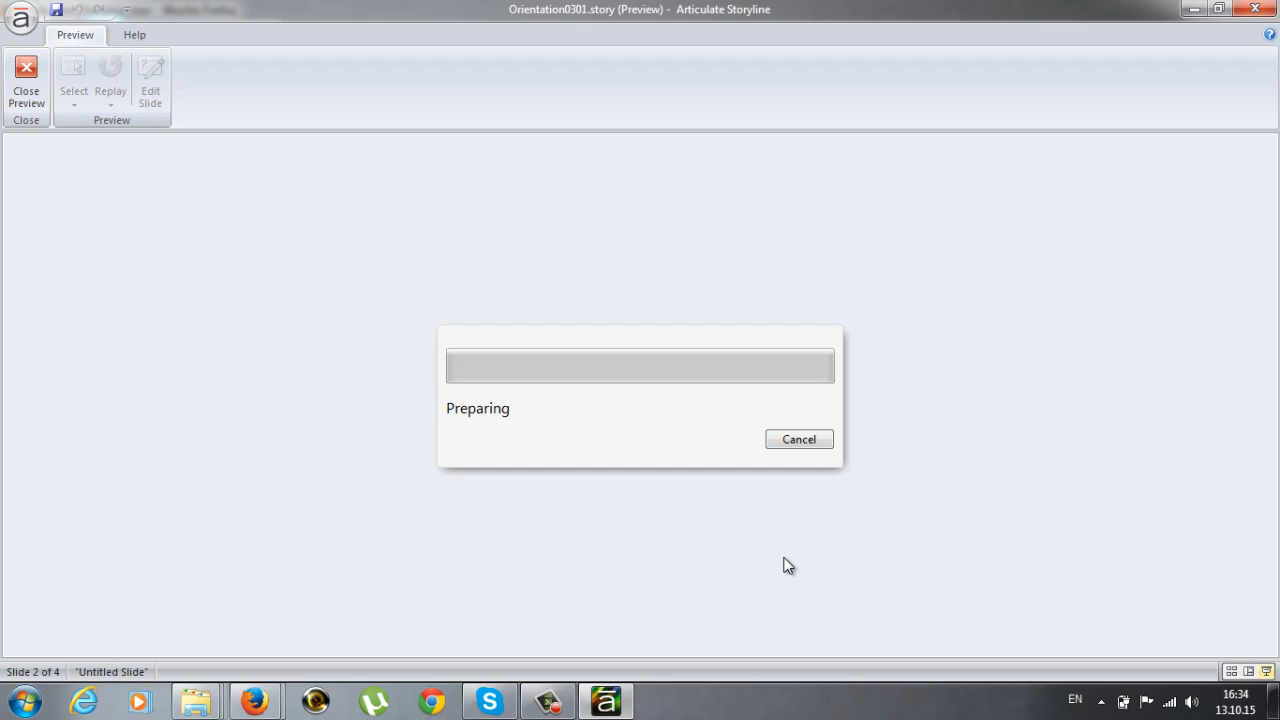 Orientation0301.story (Preview) - Articulate Storyline
Preview Help
Close Preview
Select
Replay
Edit Slide
Close
Preview
Preparing
Cancel
Slide 2 of 4 "Untitled Slide"
EN
16:34
13.10.15